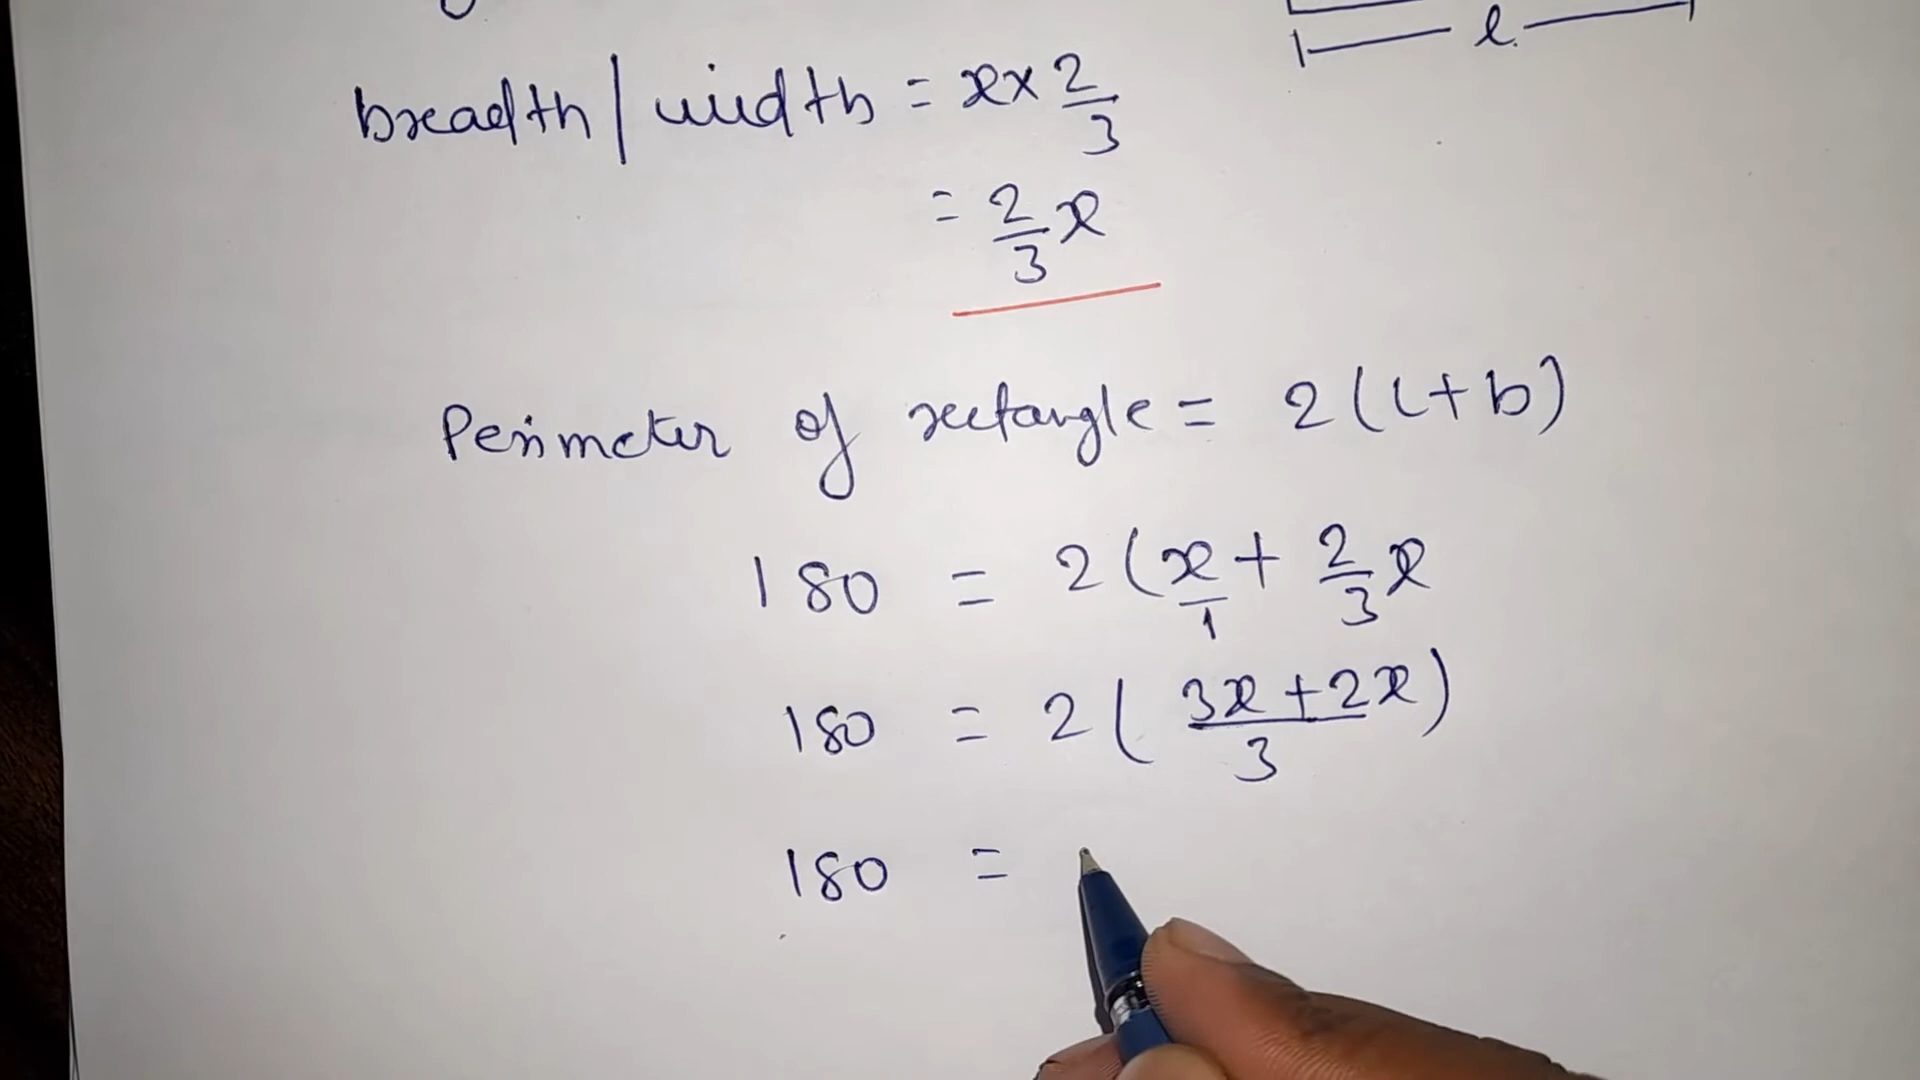 l.
breadth / width = x × 2/3
= 2/3 x
Perimeter of rectangle = 2(l+b)
180 = 2(x/1 + 2/3 x
180 = 2( 3x+2x/3 )
180 =